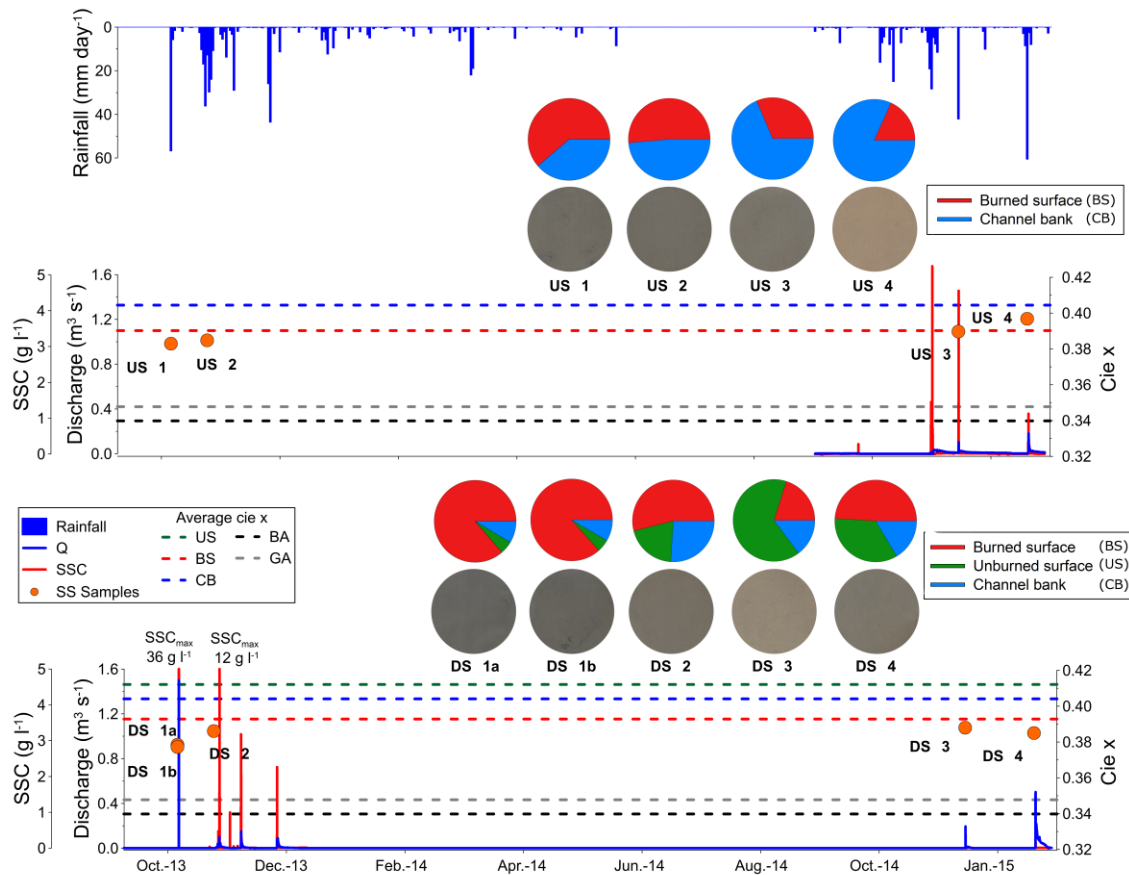 0
20
40
60
Rainfall (mm day⁻¹)
Burned surface (BS)
Channel bank (CB)
US 1 US 2 US 3 US 4
5
4
3
2
1
0
SSC (g l⁻¹)
1.6
1.2
0.8
0.4
0.0
Discharge (m³ s⁻¹)
US 1
US 2
US 3
US 4
0.42
0.40
0.38
0.36
0.34
0.32
Cie x
Rainfall
Q
SSC
SS Samples
Average cie x
US
BS
CB
BA
GA
Burned surface (BS)
Unburned surface (US)
Channel bank (CB)
DS 1a DS 1b DS 2 DS 3 DS 4
SSCmax
36 g l⁻¹
SSCmax
12 g l⁻¹
5
4
3
2
1
0
SSC (g l⁻¹)
1.6
1.2
0.8
0.4
0.0
Discharge (m³ s⁻¹)
DS 1a
DS 1b
DS 2
DS 3
DS 4
0.42
0.40
0.38
0.36
0.34
0.32
Cie x
Oct.-13 Dec.-13 Feb.-14 Apr.-14 Jun.-14 Aug.-14 Oct.-14 Jan.-15